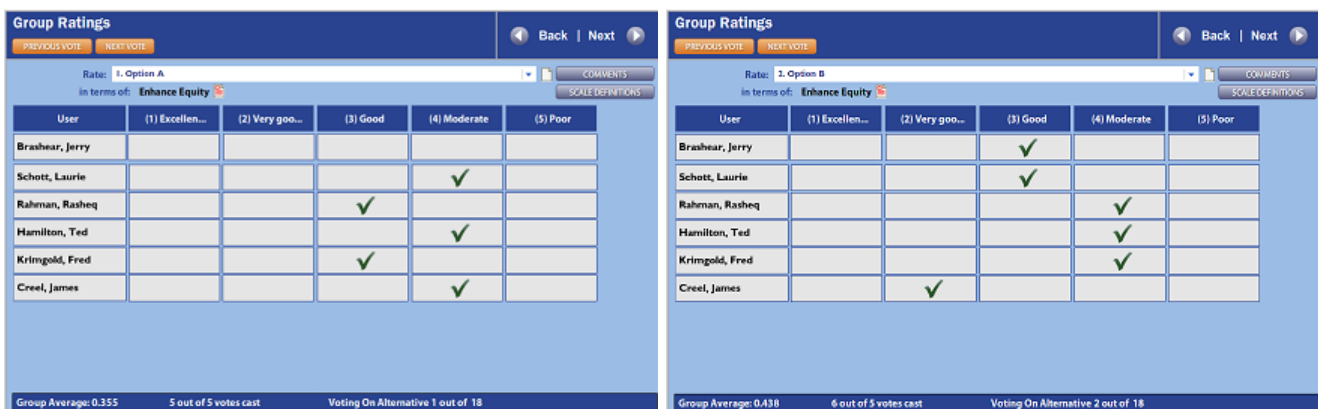 Group Ratings
PREVIOUS VOTE NEXT VOTE
Back | Next
Rate: 1. Option A
COMMENTS
in terms of: Enhance Equity
SCALE DEFINITIONS
User (1) Excellen... (2) Very goo... (3) Good (4) Moderate (5) Poor
Brashear, Jerry
Schott, Laurie
Rahman, Rasheq
Hamilton, Ted
Krimgold, Fred
Creel, James
Group Average: 0.355 5 out of 5 votes cast Voting On Alternative 1 out of 18
Group Ratings
PREVIOUS VOTE NEXT VOTE
Back | Next
Rate: 2. Option B
COMMENTS
in terms of: Enhance Equity
SCALE DEFINITIONS
User (1) Excellen... (2) Very goo... (3) Good (4) Moderate (5) Poor
Brashear, Jerry
Schott, Laurie
Rahman, Rasheq
Hamilton, Ted
Krimgold, Fred
Creel, James
Group Average: 0.438 6 out of 5 votes cast Voting On Alternative 2 out of 18